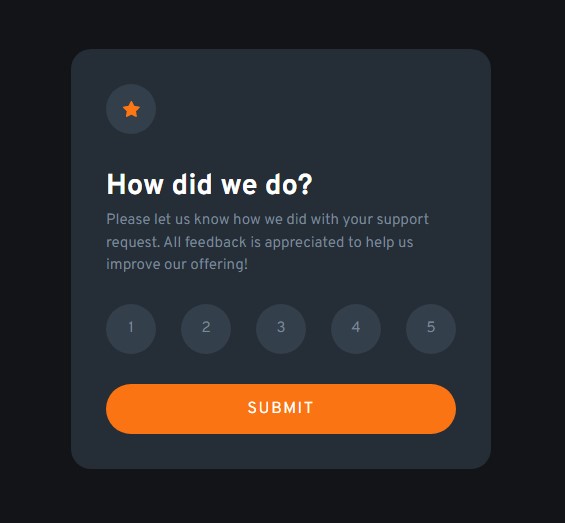 How did we do?
Please let us know how we did with your support
request. All feedback is appreciated to help us
improve our offering!
1 2 3 4 5
SUBMIT